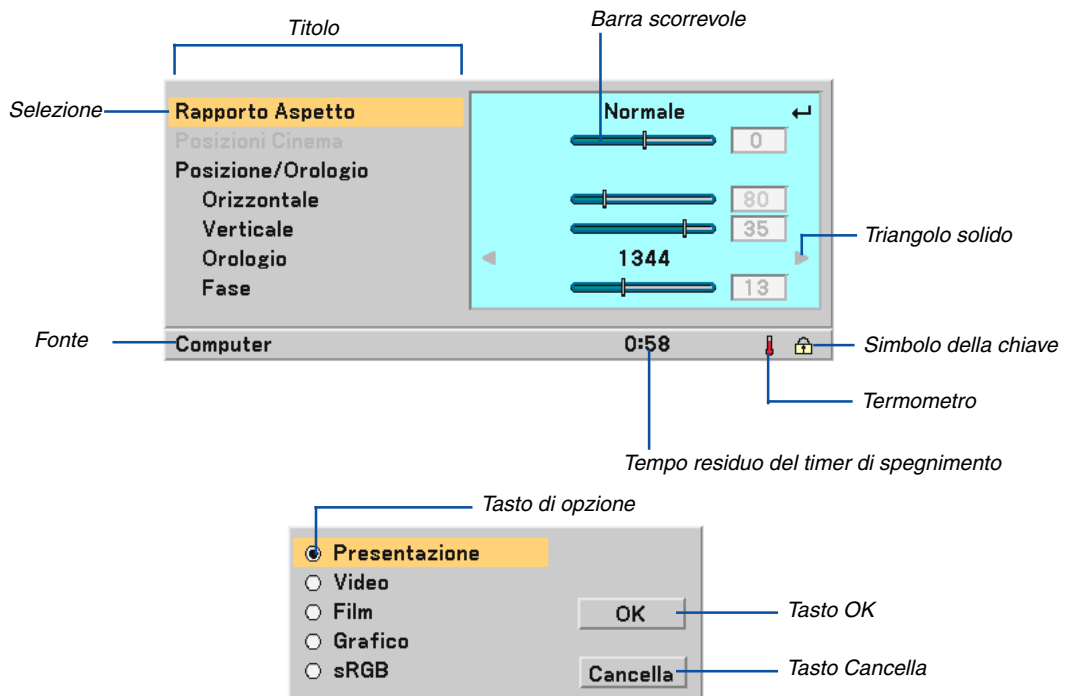 Titolo
Barra scorrevole
Selezione
Rapporto Aspetto
Normale
Posizioni Cinema
0
Posizione/Orologio
Orizzontale
80
Verticale
35
Triangolo solido
Orologio
1344
Fase
13
Fonte
Computer
0:58
Simbolo della chiave
Termometro
Tempo residuo del timer di spegnimento
Tasto di opzione
Presentazione
Video
Film
OK
Tasto OK
Grafico
sRGB
Cancella
Tasto Cancella